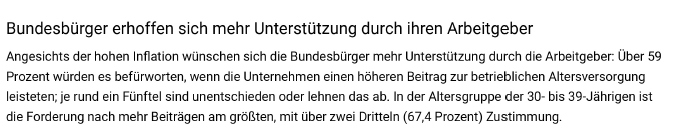 Bundesbürger erhoffen sich mehr Unterstützung durch ihren Arbeitgeber
Angesichts der hohen Inflation wünschen sich die Bundesbürger mehr Unterstützung durch die Arbeitgeber: Über 59
Prozent würden es befürworten, wenn die Unternehmen einen höheren Beitrag zur betrieblichen Altersversorgung
leisteten; je rund ein Fünftel sind unentschieden oder lehnen das ab. In der Altersgruppe der 30- bis 39-Jährigen ist
die Forderung nach mehr Beiträgen am größten, mit über zwei Dritteln (67,4 Prozent) Zustimmung.